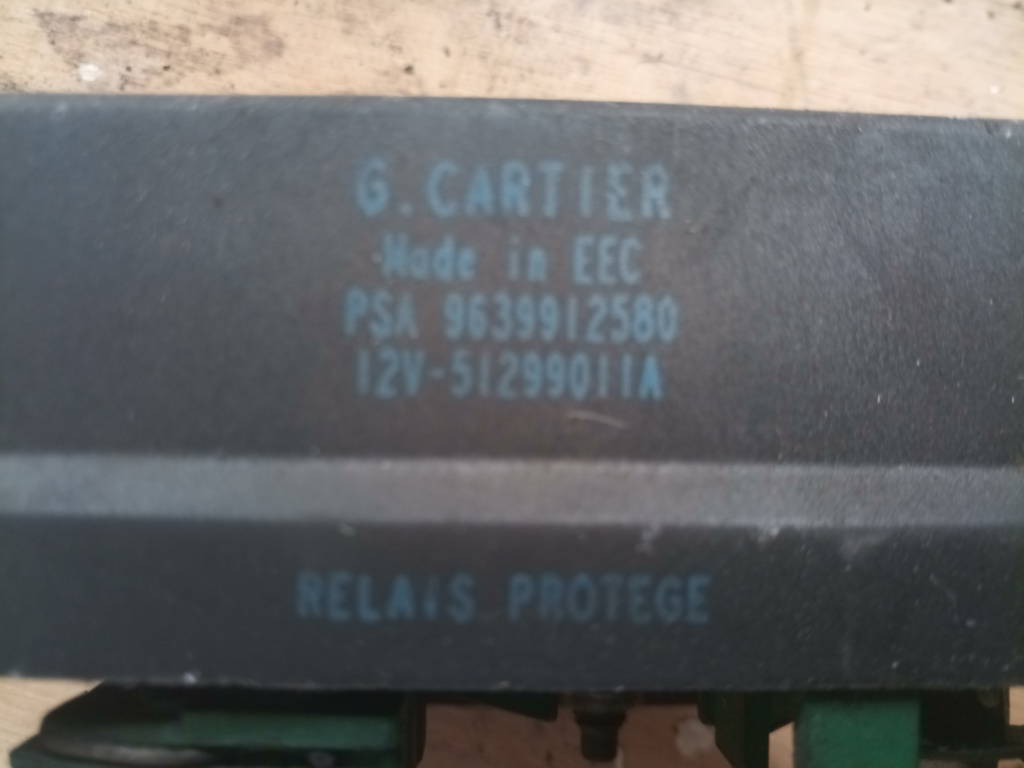 G.CARTIER
Made in EEC
PSA 9639912580
12V-51299011A
RELAIS PROTEGE